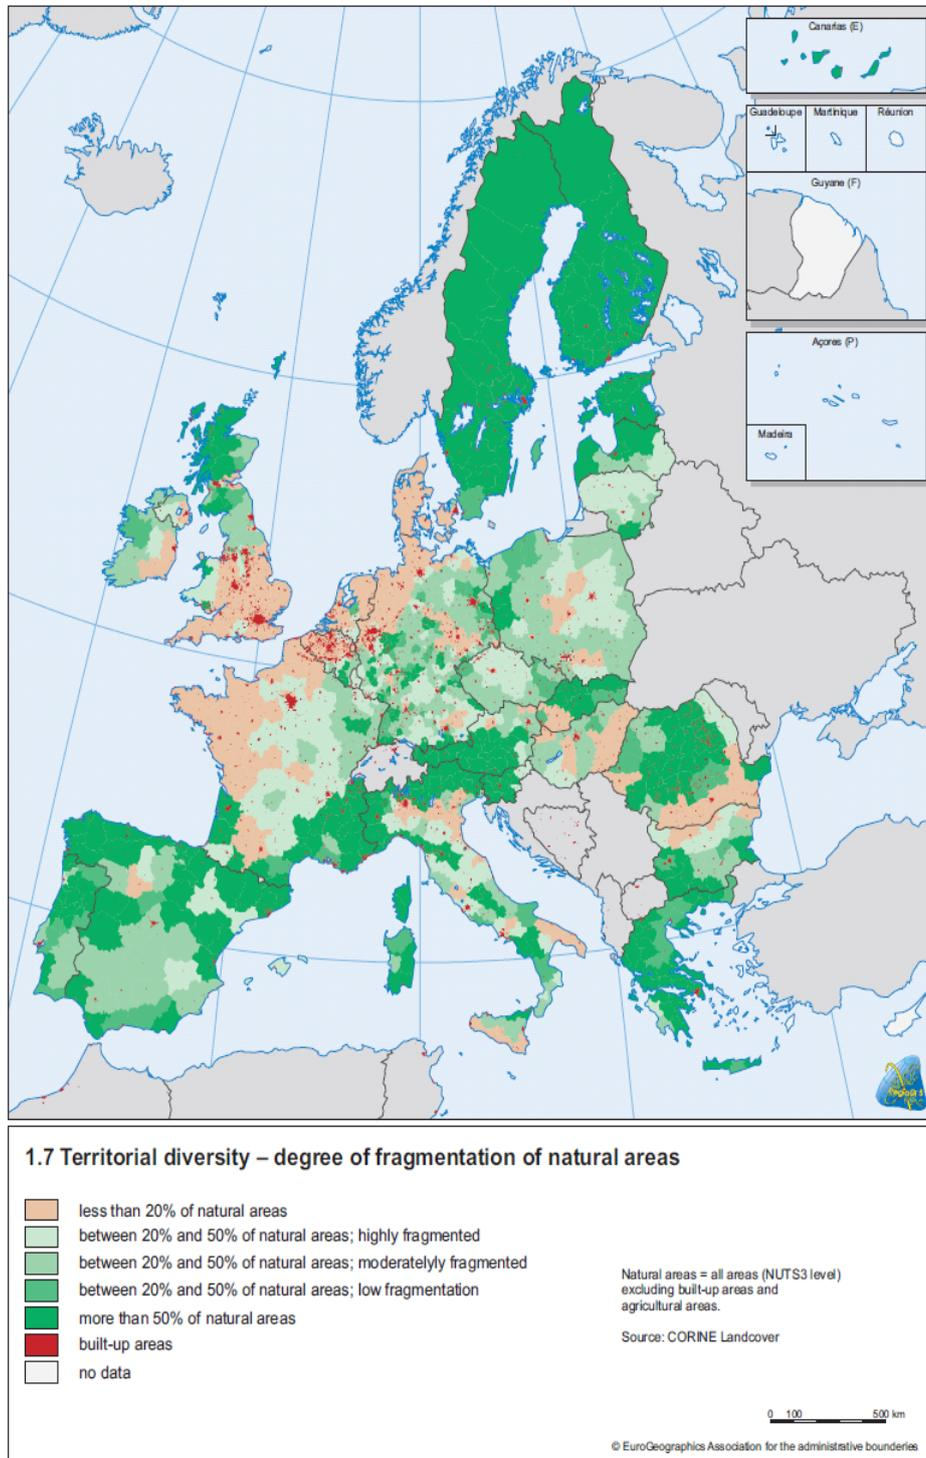 Canarias (E)
Guadeloupe
Martinique
Réunion
Guyane (F)
Açores (P)
Madeira
1.7 Territorial diversity – degree of fragmentation of natural areas
less than 20% of natural areas
between 20% and 50% of natural areas; highly fragmented
between 20% and 50% of natural areas; moderatelyly fragmented
between 20% and 50% of natural areas; low fragmentation
more than 50% of natural areas
built-up areas
no data
Natural areas = all areas (NUTS3 level)
excluding built-up areas and
agricultural areas.
Source: CORINE Landcover
0 100 500 km
© EuroGeographics Association for the administrative bounderies